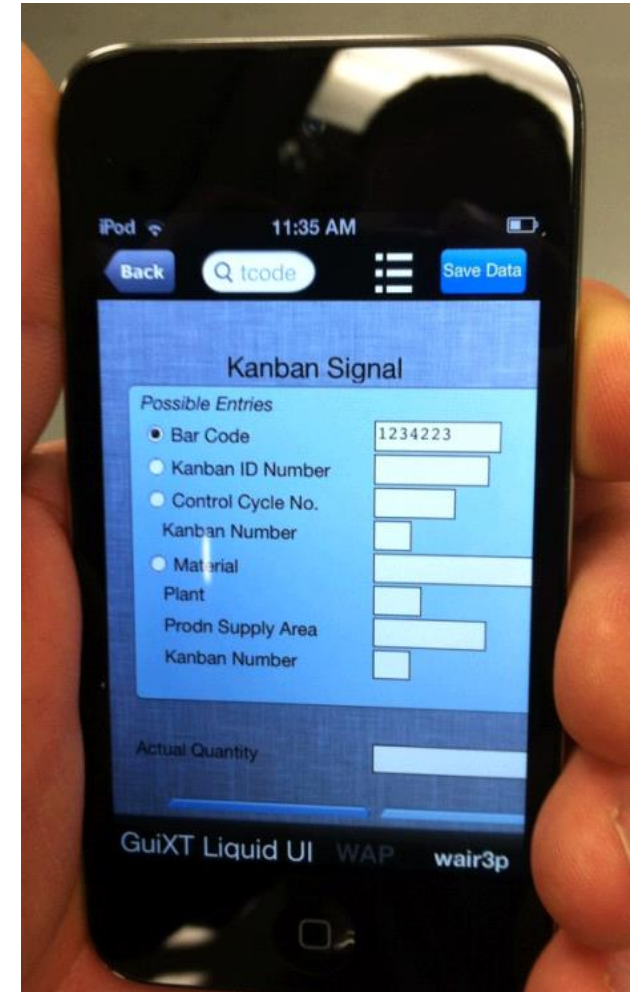 iPod 11:35 AM
Back tcode Save Data
Kanban Signal
Possible Entries
Bar Code 1234223
Kanban ID Number
Control Cycle No.
Kanban Number
Material
Plant
Prodn Supply Area
Kanban Number
Actual Quantity
GuiXT Liquid UI WAP wair3p